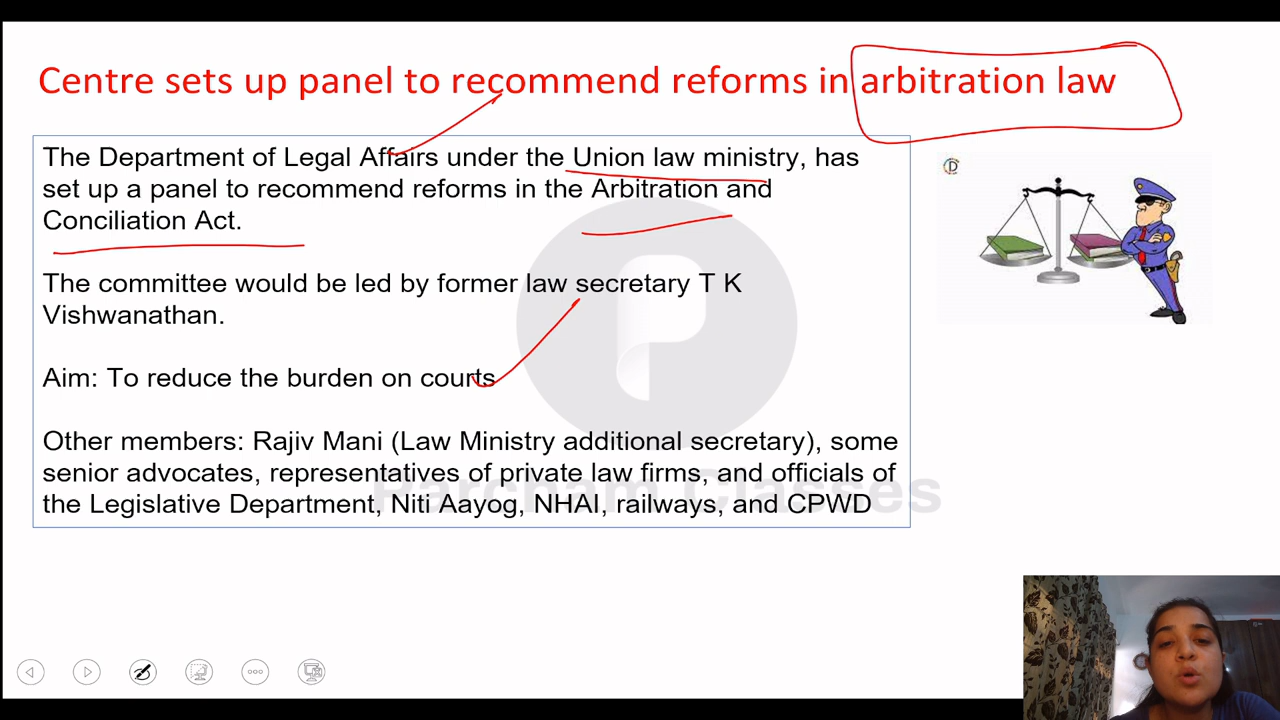 Centre sets up panel to recommend reforms in arbitration law
The Department of Legal Affairs under the Union law ministry, has
set up a panel to recommend reforms in the Arbitration and
Conciliation Act.
The committee would be led by former law secretary T K
Vishwanathan.
Aim: To reduce the burden on courts
Other members: Rajiv Mani (Law Ministry additional secretary), some
senior advocates, representatives of private law firms, and officials of
the Legislative Department, Niti Aayog, NHAI, railways, and CPWD
Parcham Classes
D